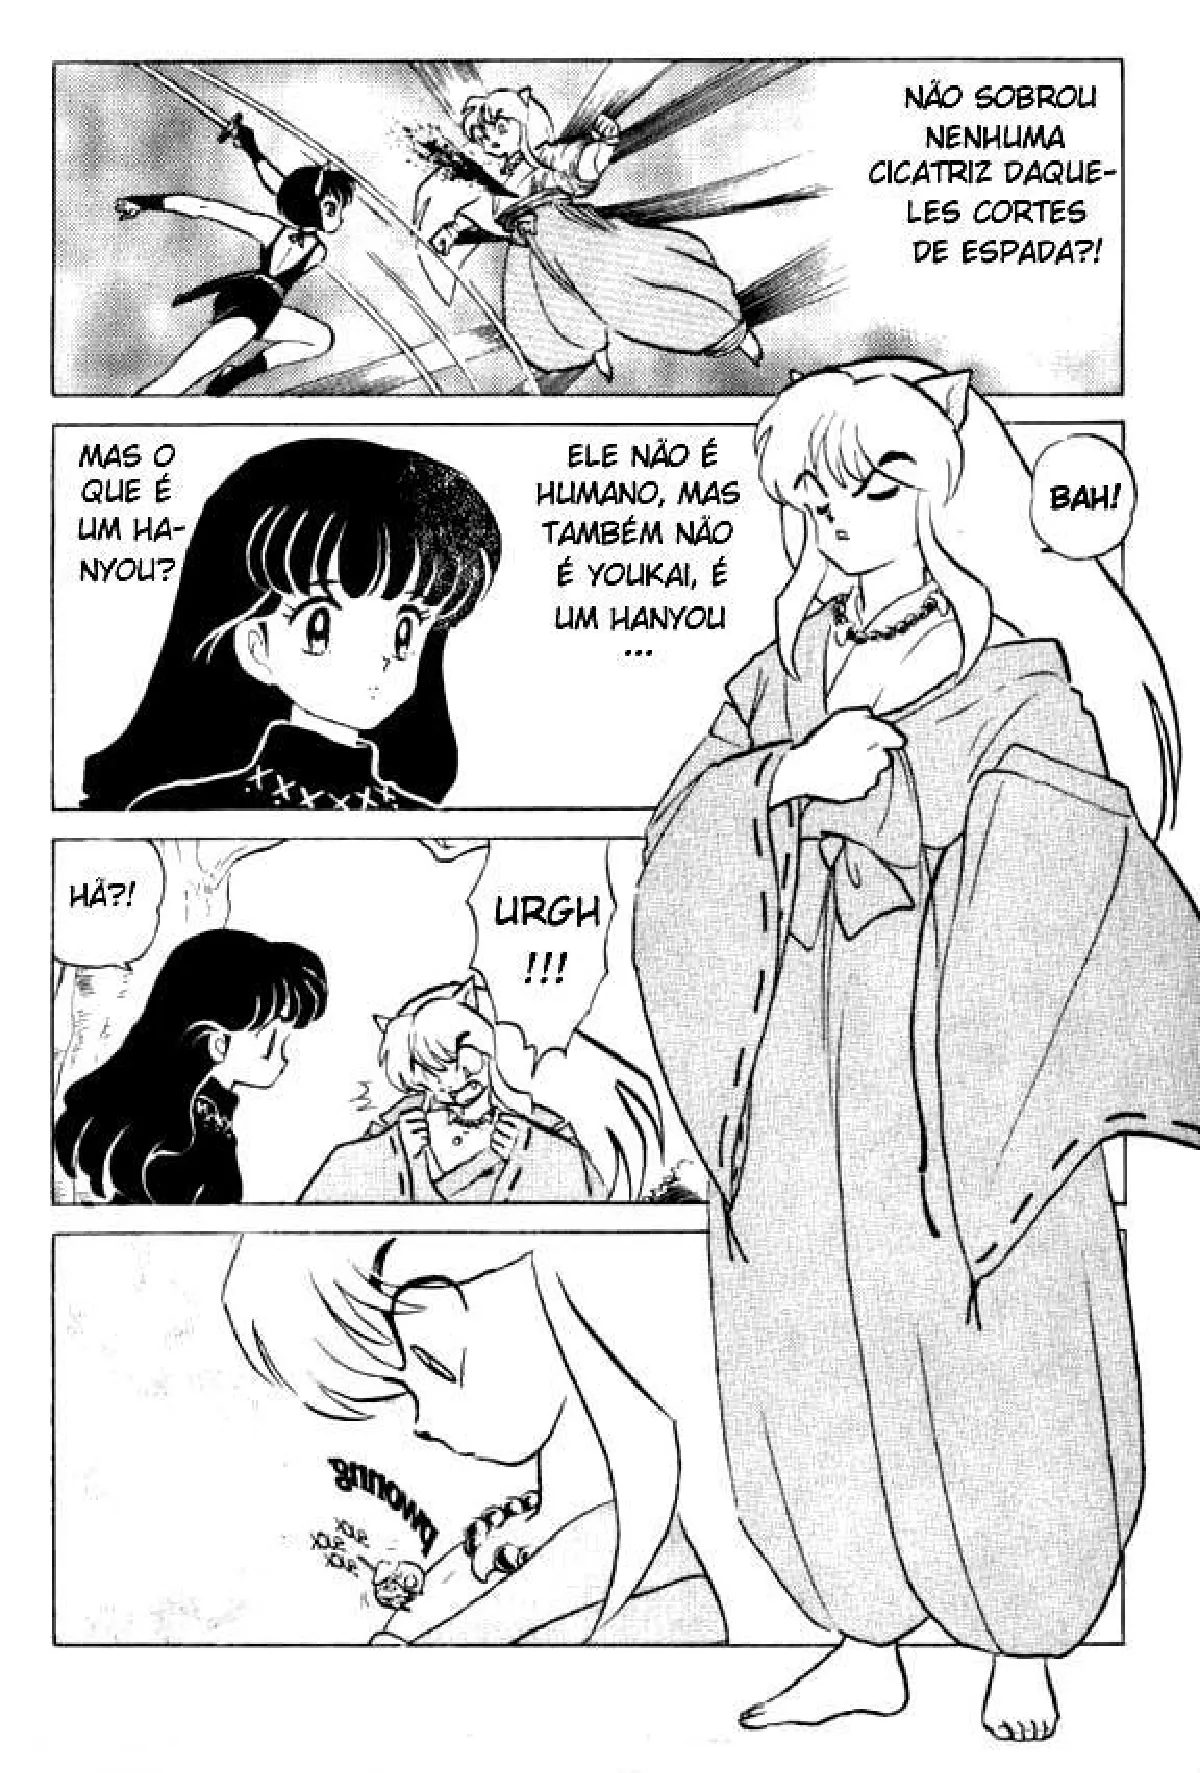 NÃO SOBROU
NENHUMA
CICATRIZ DAQUE-
LES CORTES
DE ESPADA?!
BAH!
ELE NÃO É
HUMANO, MAS
TAMBÉM NÃO
É YOUKAI, É
UM HANYOU
...
MAS O
QUE É
UM HA-
NYOU?
URGH
!!!
HÃ?!